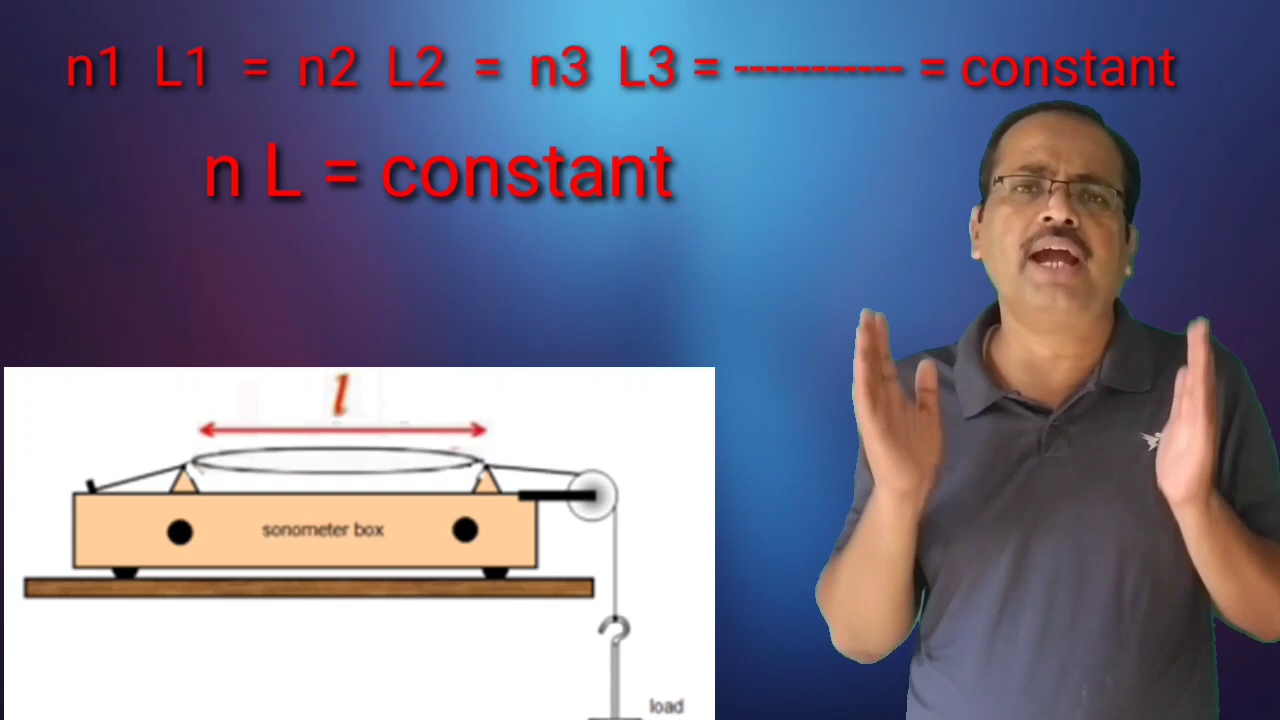 n1 L1 = n2 L2 = n3 L3 = ----------- = constant
n L = constant
l
sonometer box
load